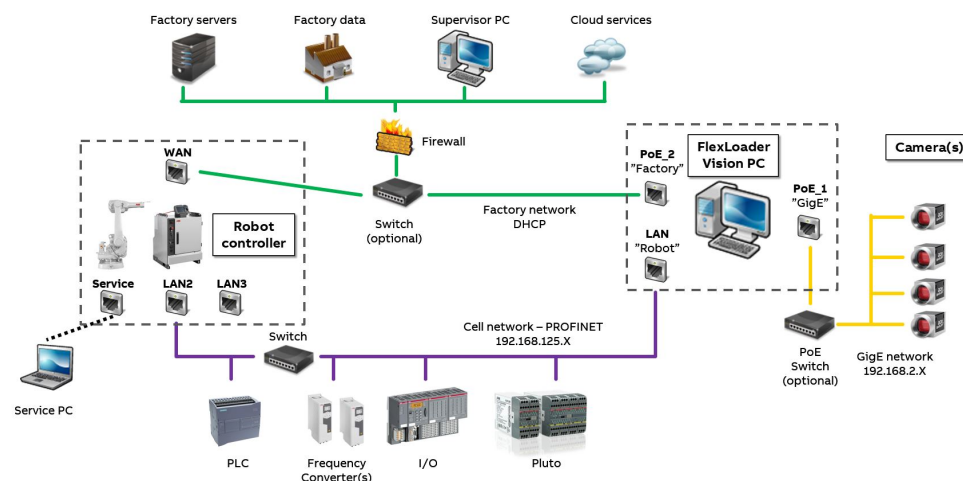 Factory servers
Factory data
Supervisor PC
Cloud services
Firewall
WAN
Robot
controller
Service
LAN2
LAN3
Switch
(optional)
Factory network
DHCP
PoE_2
"Factory"
FlexLoader
Vision PC
PoE_1
"GigE"
LAN
"Robot"
Camera(s)
Service PC
Switch
Cell network – PROFINET
192.168.125.X
PoE
Switch
(optional)
GigE network
192.168.2.X
PLC
Frequency
Converter(s)
I/O
Pluto